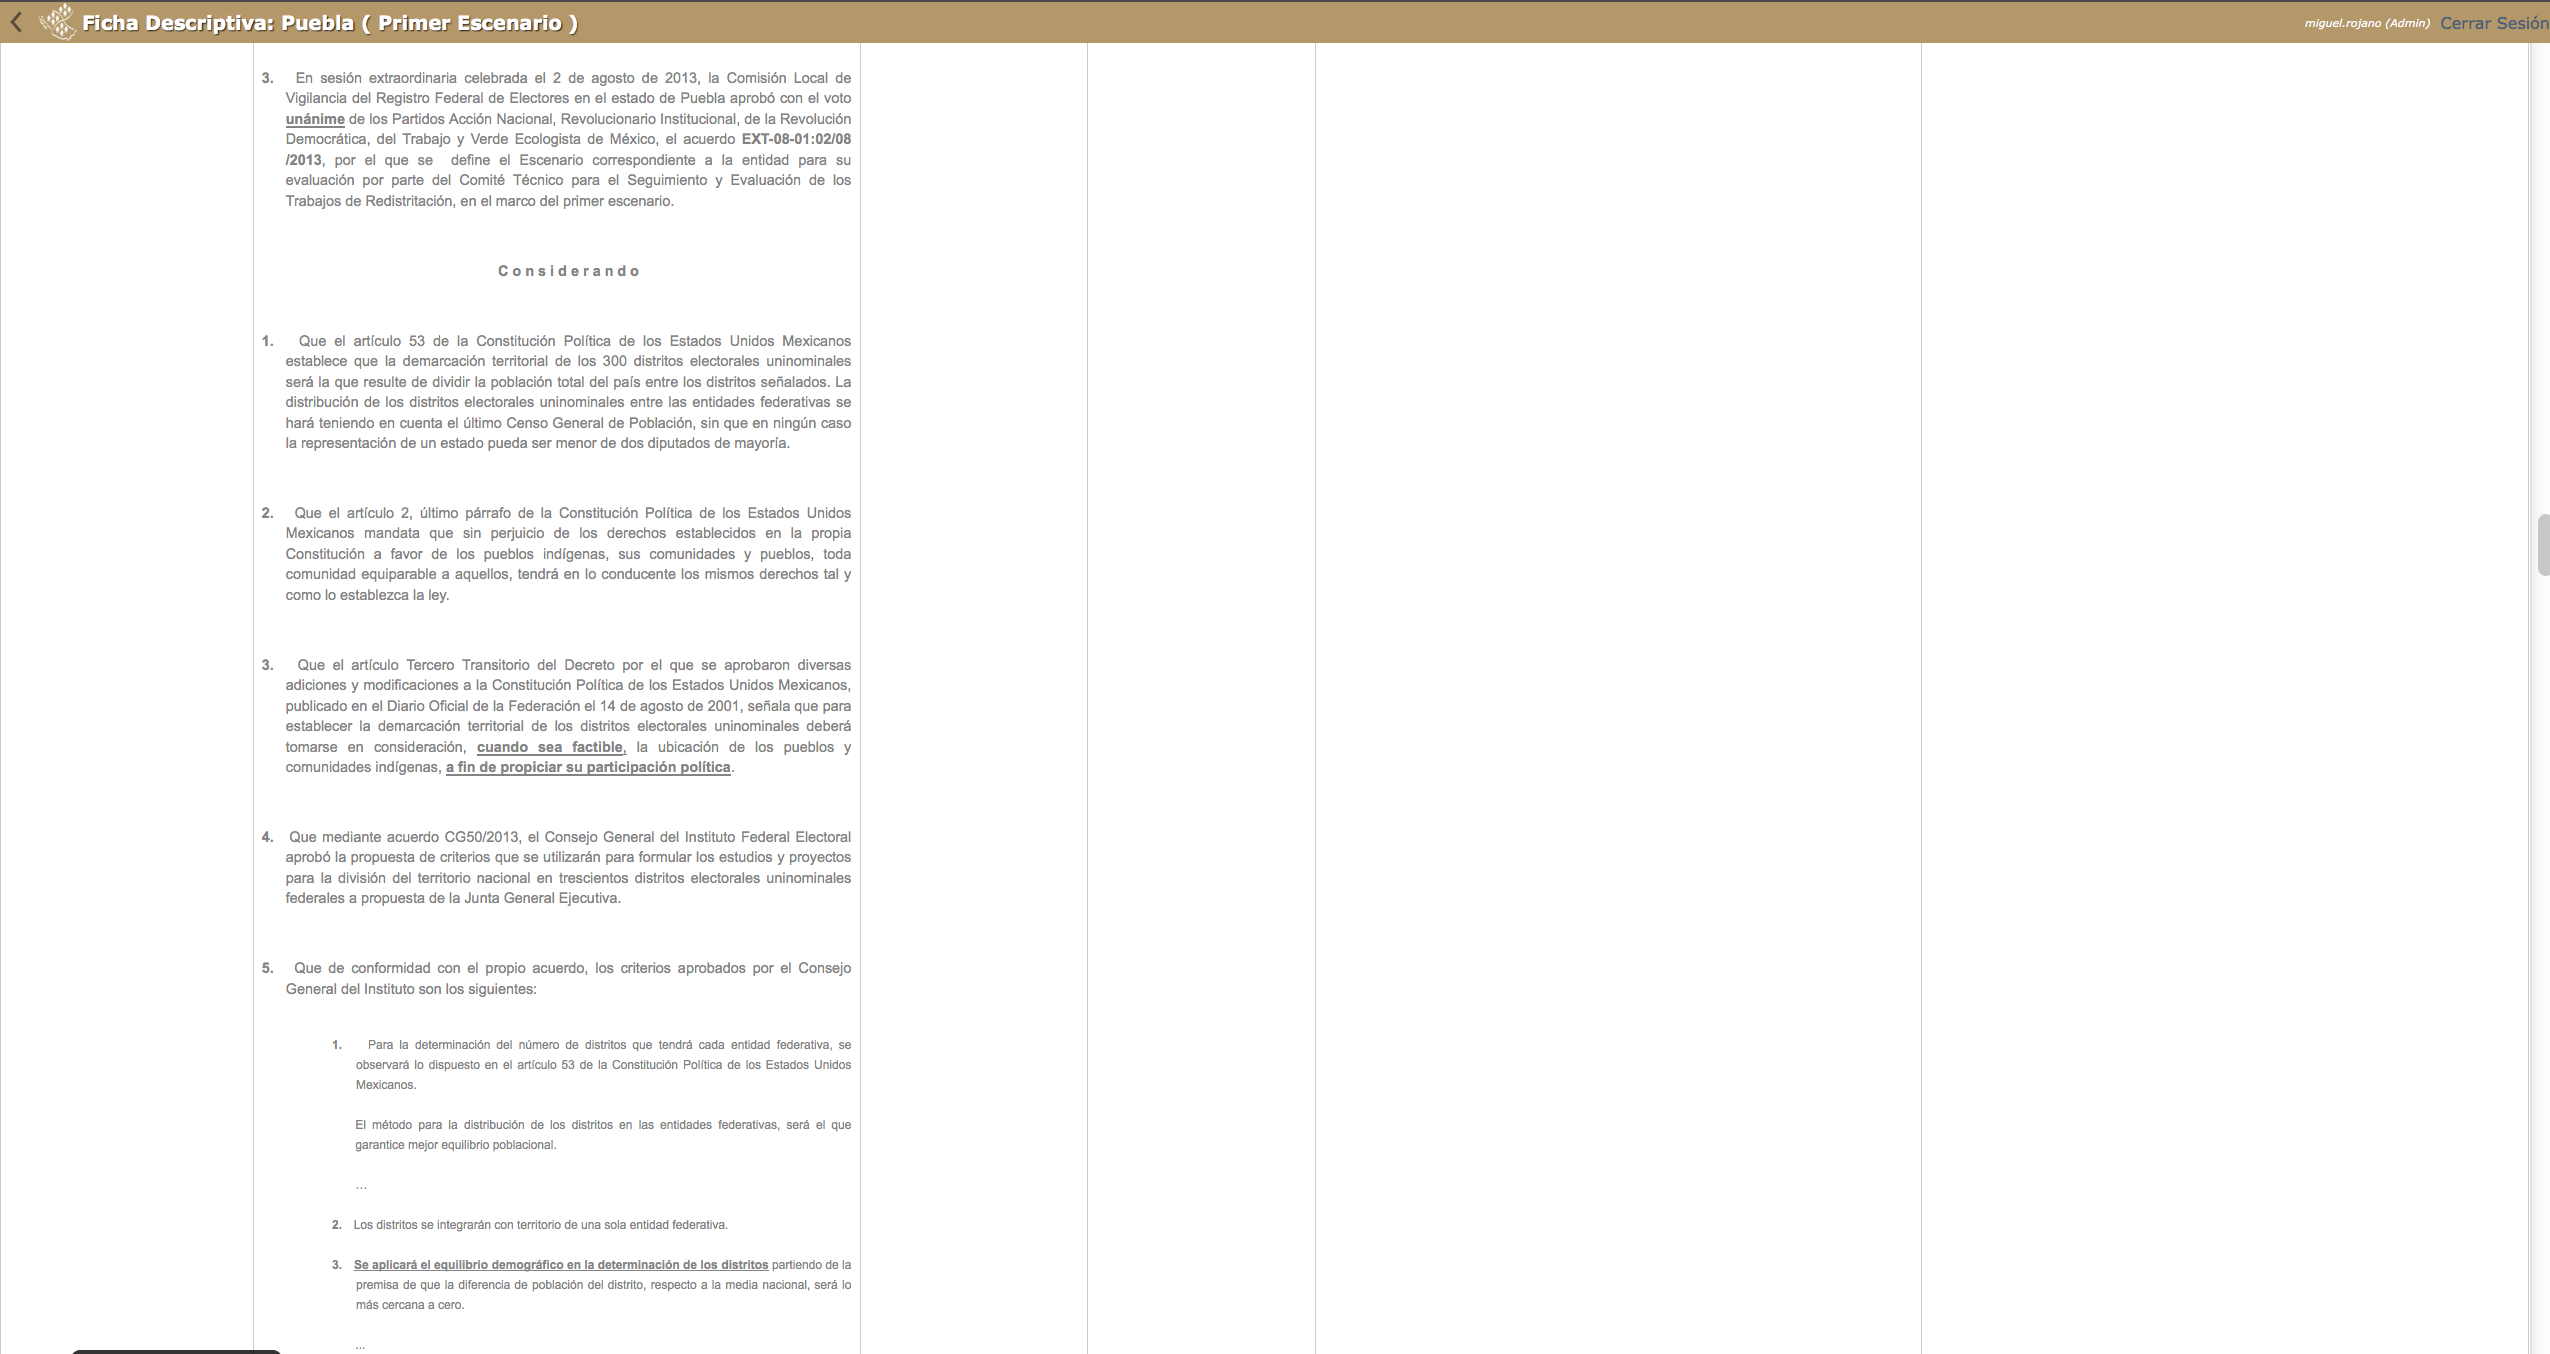 Ficha Descriptiva: Puebla ( Primer Escenario )
miguel.rojano (Admin) Cerrar Sesión
3. En sesión extraordinaria celebrada el 2 de agosto de 2013, la Comisión Local de
Vigilancia del Registro Federal de Electores en el estado de Puebla aprobó con el voto
unánime de los Partidos Acción Nacional, Revolucionario Institucional, de la Revolución
Democrática, del Trabajo y Verde Ecologista de México, el acuerdo EXT-08-01:02/08
/2013, por el que se define el Escenario correspondiente a la entidad para su
evaluación por parte del Comité Técnico para el Seguimiento y Evaluación de los
Trabajos de Redistritación, en el marco del primer escenario.
C o n s i d e r a n d o
1. Que el artículo 53 de la Constitución Política de los Estados Unidos Mexicanos
establece que la demarcación territorial de los 300 distritos electorales uninominales
será la que resulte de dividir la población total del país entre los distritos señalados. La
distribución de los distritos electorales uninominales entre las entidades federativas se
hará teniendo en cuenta el último Censo General de Población, sin que en ningún caso
la representación de un estado pueda ser menor de dos diputados de mayoría.
2. Que el artículo 2, último párrafo de la Constitución Política de los Estados Unidos
Mexicanos mandata que sin perjuicio de los derechos establecidos en la propia
Constitución a favor de los pueblos indígenas, sus comunidades y pueblos, toda
comunidad equiparable a aquellos, tendrá en lo conducente los mismos derechos tal y
como lo establezca la ley.
3. Que el artículo Tercero Transitorio del Decreto por el que se aprobaron diversas
adiciones y modificaciones a la Constitución Política de los Estados Unidos Mexicanos,
publicado en el Diario Oficial de la Federación el 14 de agosto de 2001, señala que para
establecer la demarcación territorial de los distritos electorales uninominales deberá
tomarse en consideración, cuando sea factible, la ubicación de los pueblos y
comunidades indígenas, a fin de propiciar su participación política.
4. Que mediante acuerdo CG50/2013, el Consejo General del Instituto Federal Electoral
aprobó la propuesta de criterios que se utilizarán para formular los estudios y proyectos
para la división del territorio nacional en trescientos distritos electorales uninominales
federales a propuesta de la Junta General Ejecutiva.
5. Que de conformidad con el propio acuerdo, los criterios aprobados por el Consejo
General del Instituto son los siguientes:
1. Para la determinación del número de distritos que tendrá cada entidad federativa, se
observará lo dispuesto en el artículo 53 de la Constitución Política de los Estados Unidos
Mexicanos.
El método para la distribución de los distritos en las entidades federativas, será el que
garantice mejor equilibrio poblacional.
...
2. Los distritos se integrarán con territorio de una sola entidad federativa.
3. Se aplicará el equilibrio demográfico en la determinación de los distritos partiendo de la
premisa de que la diferencia de población del distrito, respecto a la media nacional, será lo
más cercana a cero.
...